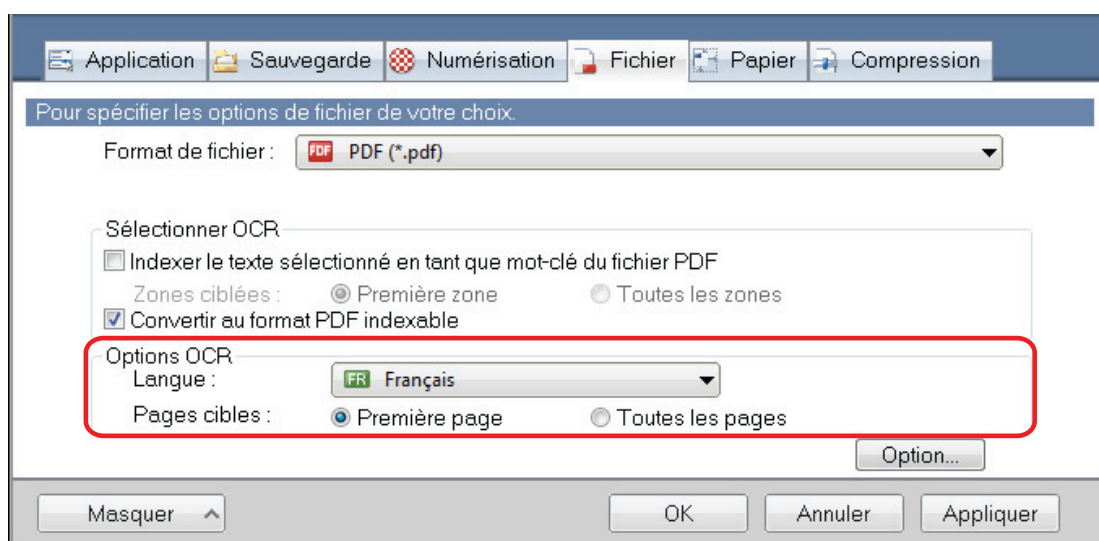 Application Sauvegarde Numérisation Fichier Papier Compression
Pour spécifier les options de fichier de votre choix.
Format de fichier : PDF PDF (*.pdf)
Sélectionner OCR
Indexer le texte sélectionné en tant que mot-clé du fichier PDF
Zones ciblées : Première zone Toutes les zones
Convertir au format PDF indexable
Options OCR
Langue : FR Français
Pages cibles : Première page Toutes les pages
Option...
Masquer OK Annuler Appliquer